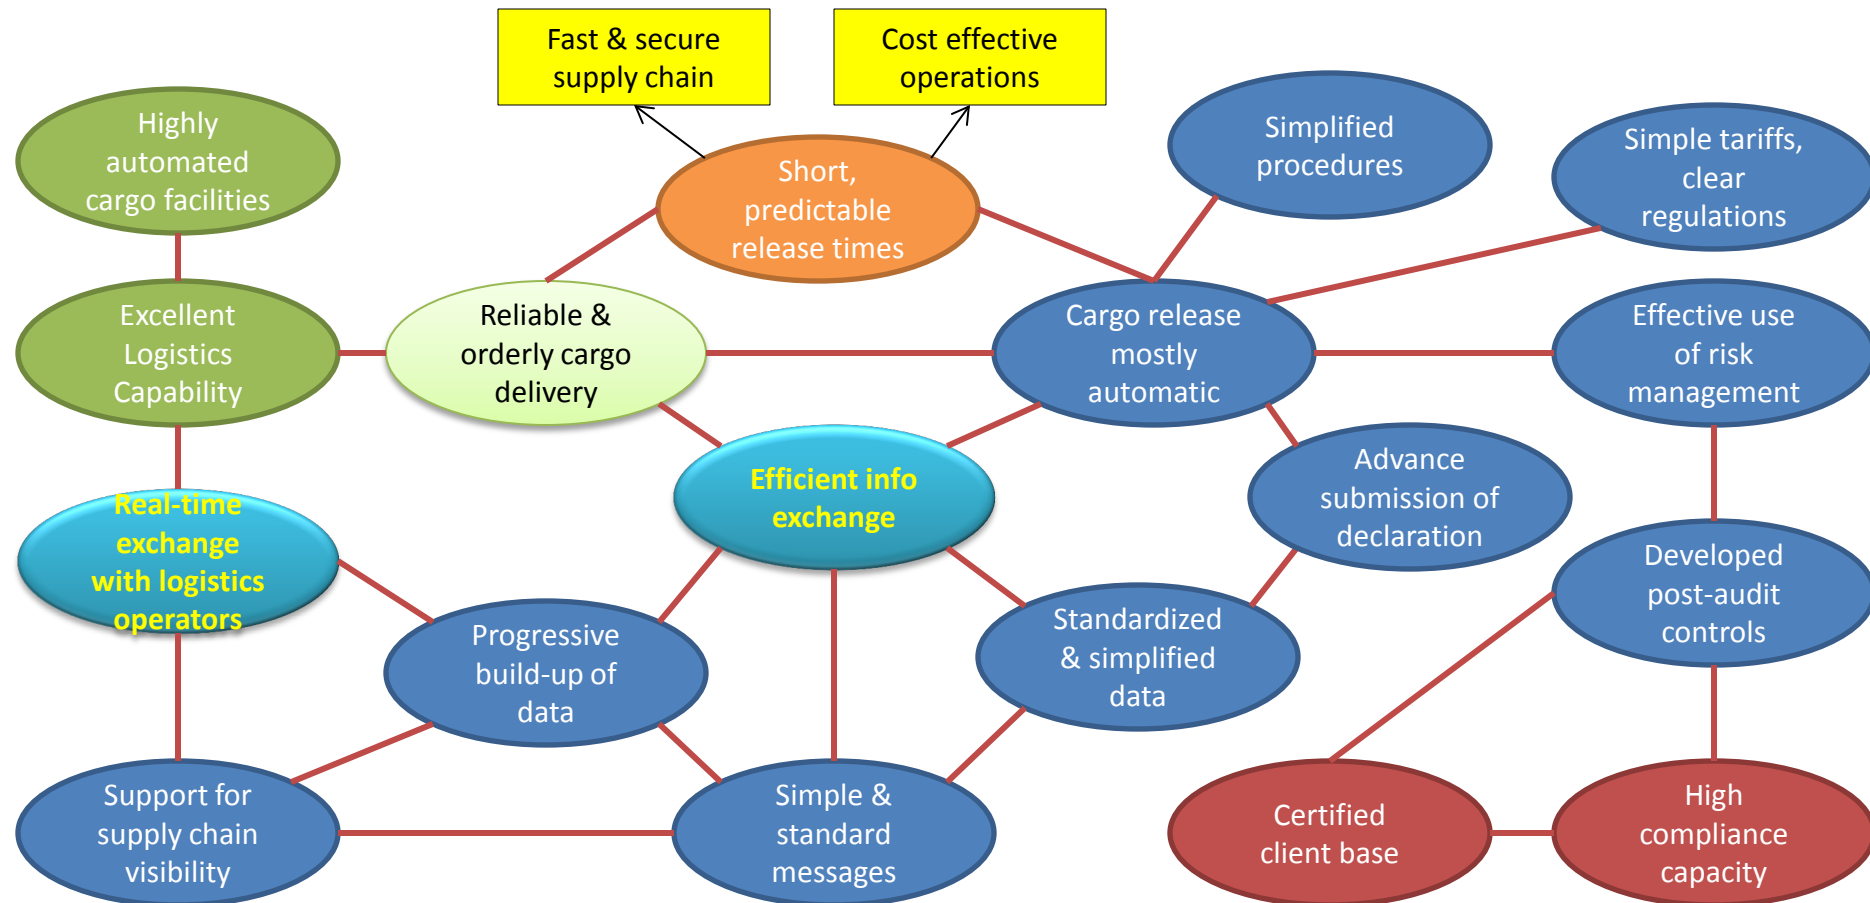 Fast & secure
supply chain
Cost effective
operations
Highly
automated
cargo facilities
Short,
predictable
release times
Simplified
procedures
Simple tariffs,
clear
regulations
Excellent
Logistics
Capability
Reliable &
orderly cargo
delivery
Cargo release
mostly
automatic
Effective use
of risk
management
Real-time
exchange
with logistics
operators
Efficient info
exchange
Advance
submission of
declaration
Developed
post-audit
controls
Progressive
build-up of
data
Standardized
& simplified
data
Support for
supply chain
visibility
Simple &
standard
messages
Certified
client base
High
compliance
capacity